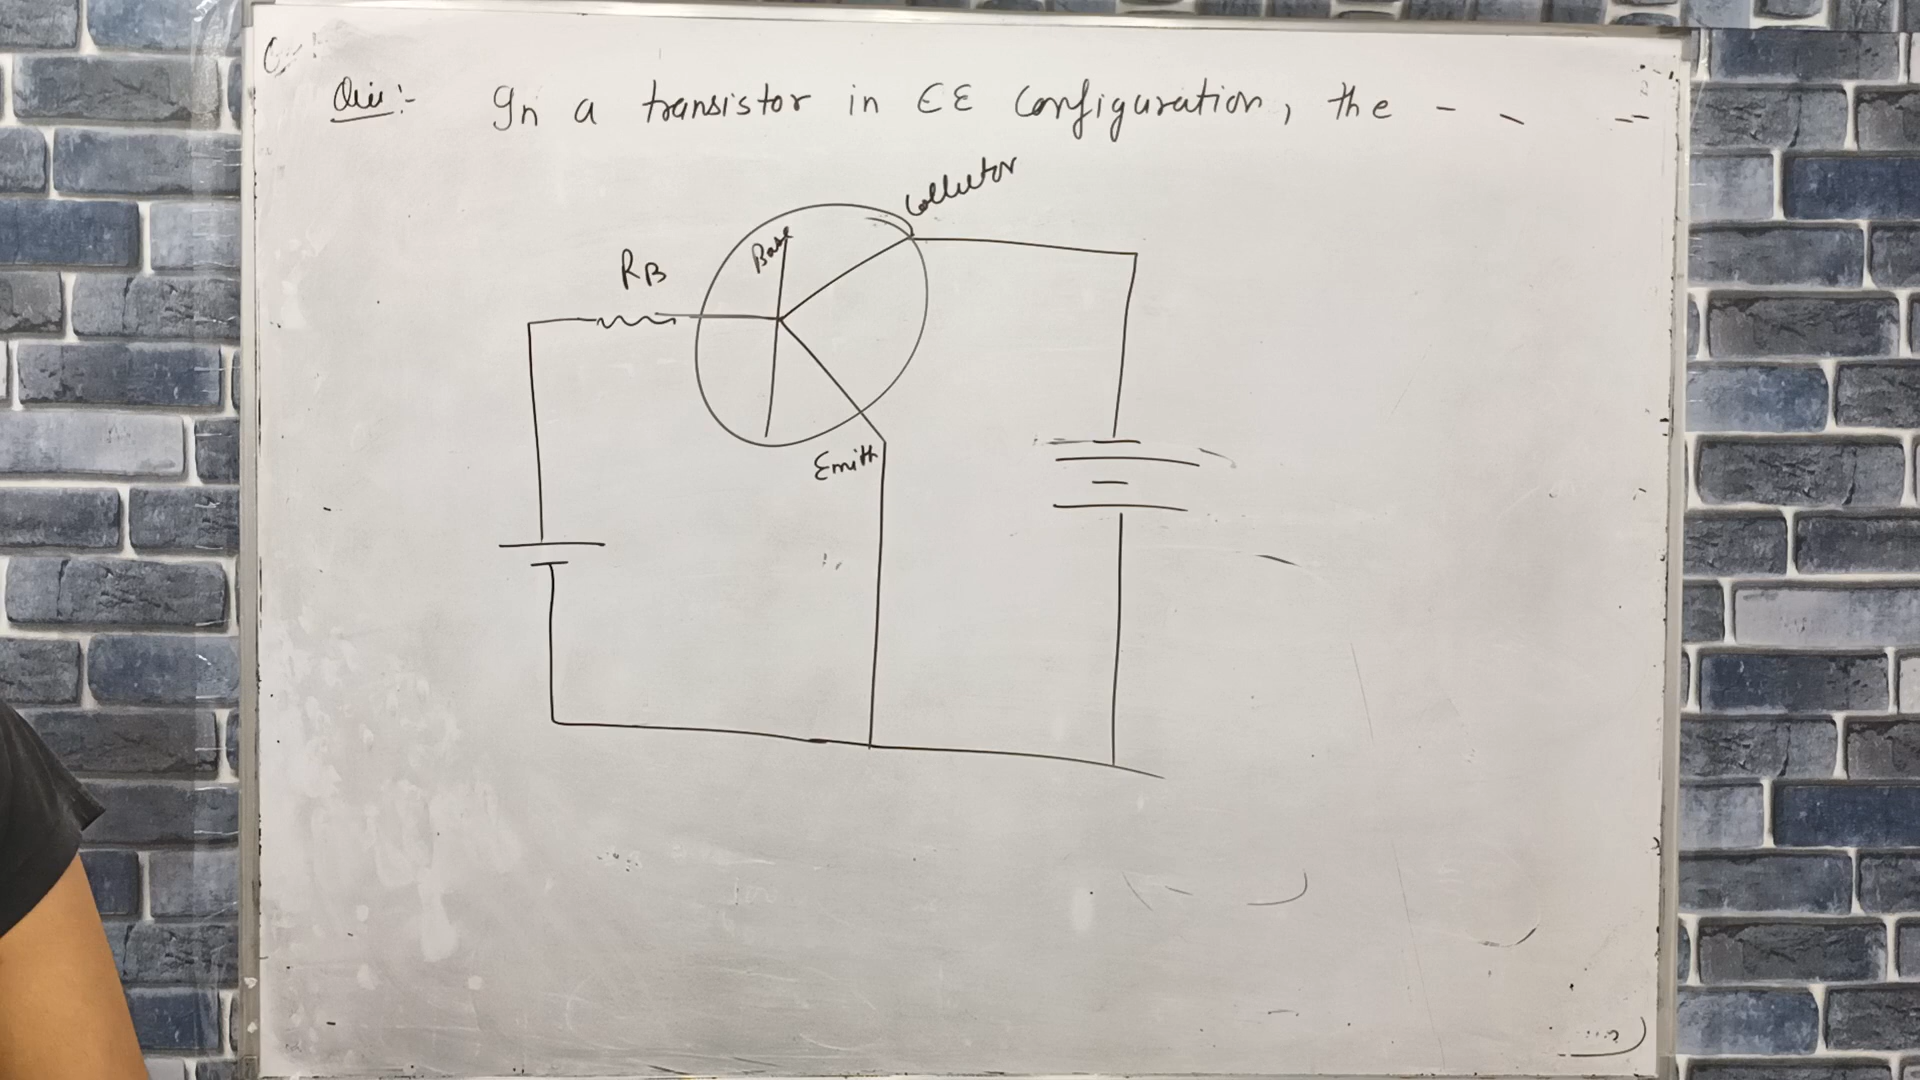 Que:- In a transistor in CE Configuration, the - - --
Collector
Base
RB
Emitt